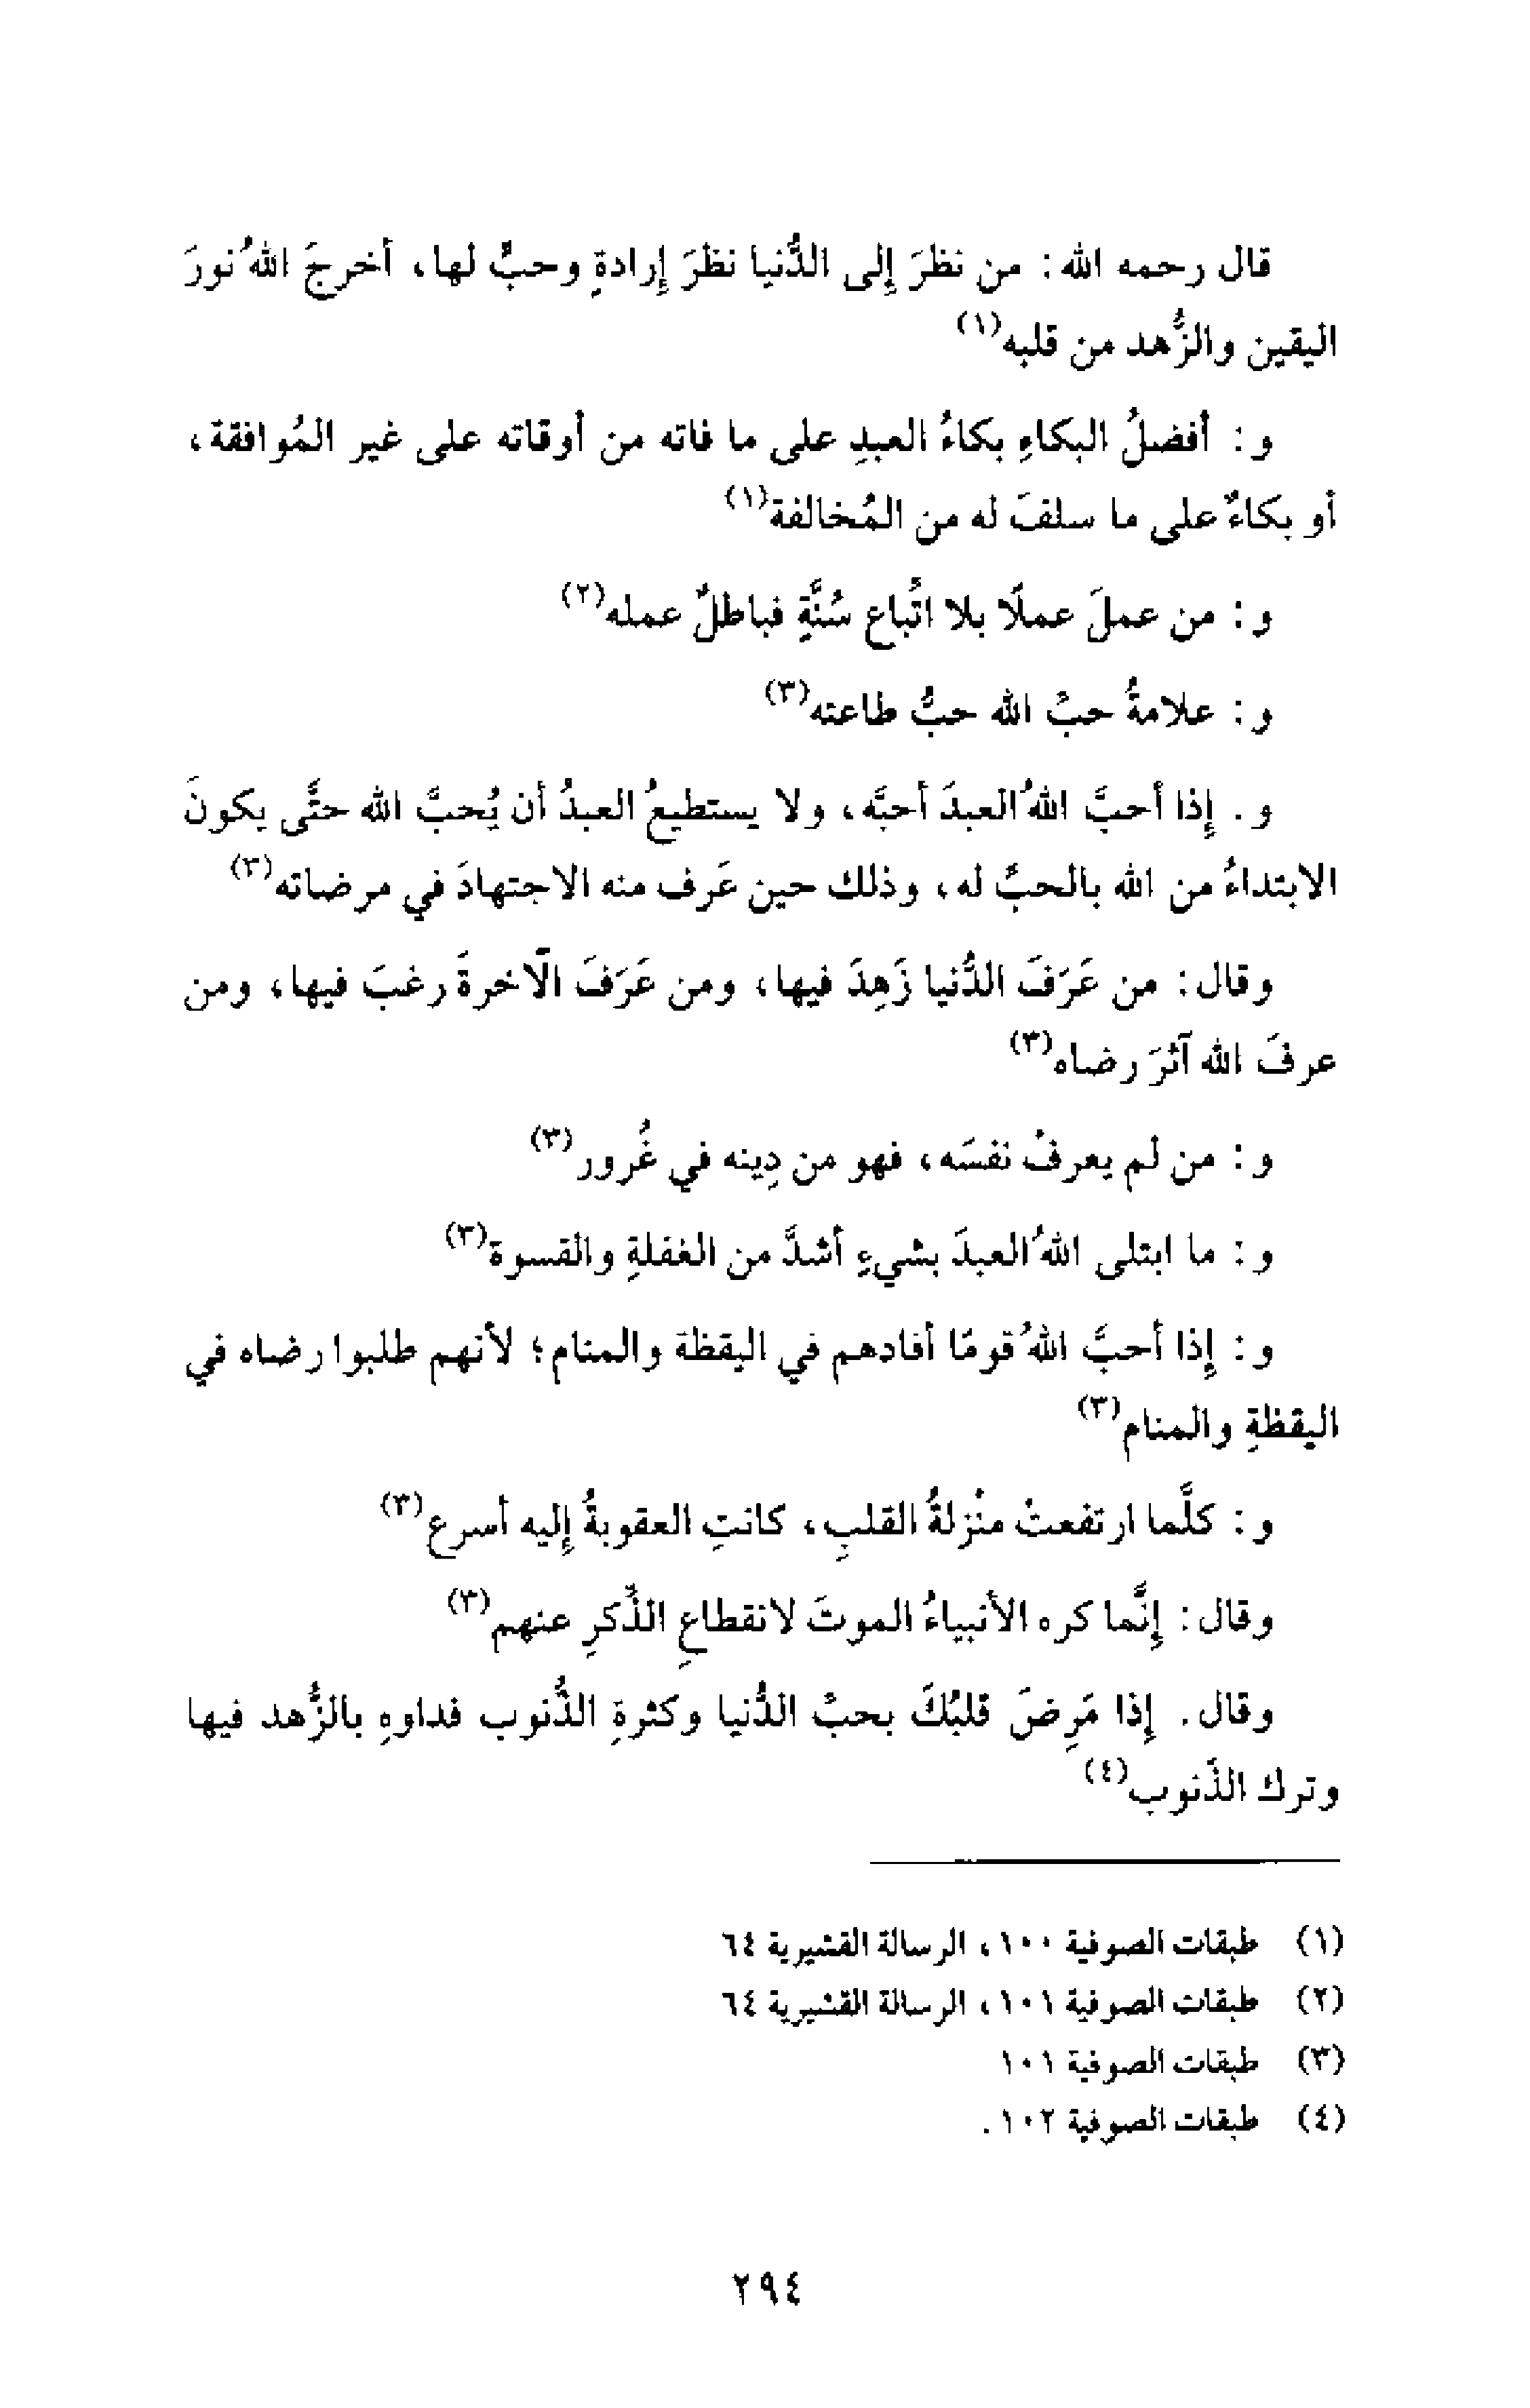 قال رحمه الله : من نظرَ إلى الدُّنيا نظرَ إرادةٍ وحبٍّ لها، أخرجَ اللهُ نورَ
اليقين والزُّهد من قلبه(١)
و : أفضلُ البكاءِ بكاءُ العبدِ على ما فاته من أوقاته على غير المُوافقة،
أو بكاءٌ على ما سلفَ له من المُخالفة(١)
و : من عملَ عملًا بلا اتِّباع سُنَّةٍ فباطلٌ عمله(٢)
و : علامةُ حبِّ الله حبُّ طاعته(٣)
و . إذا أحبَّ اللهُ العبدَ أحبَّه، ولا يستطيعُ العبدُ أن يُحبَّ الله حتَّى يكونَ
الابتداءُ من الله بالحبِّ له، وذلك حين عَرف منه الاجتهادَ في مرضاته(٣)
وقال : من عَرَفَ الدُّنيا زَهِدَ فيها، ومن عَرَفَ الآخرةَ رغبَ فيها، ومن
عرفَ الله آثرَ رضاه(٣)
و : من لم يعرفْ نفسَه، فهو من دِينه في غُرور(٣)
و : ما ابتلى اللهُ العبدَ بشيءٍ أشدَّ من الغفلةِ والقسوة(٣)
و : إذا أحبَّ اللهُ قومًا أفادهم في اليقظة والمنام؛ لأنهم طلبوا رضاه في
اليقظةِ والمنام(٣)
و : كلَّما ارتفعتْ منْزلةُ القلبِ، كانتِ العقوبةُ إليه أسرع(٣)
وقال : إنَّما كره الأنبياءُ الموتَ لانقطاعِ الذِّكرِ عنهم(٣)
وقال . إذا مَرِضَ قلبُكَ بحبِّ الدُّنيا وكثرةِ الذُّنوب فداوهِ بالزُّهد فيها
وترك الذّنوب(٤)
(١) طبقات الصوفية ١٠٠، الرسالة القشيرية ٦٤
(٢) طبقات الصوفية ١٠١، الرسالة القشيرية ٦٤
(٣) طبقات الصوفية ١٠١
(٤) طبقات الصوفية ١٠٢.
٢٩٤